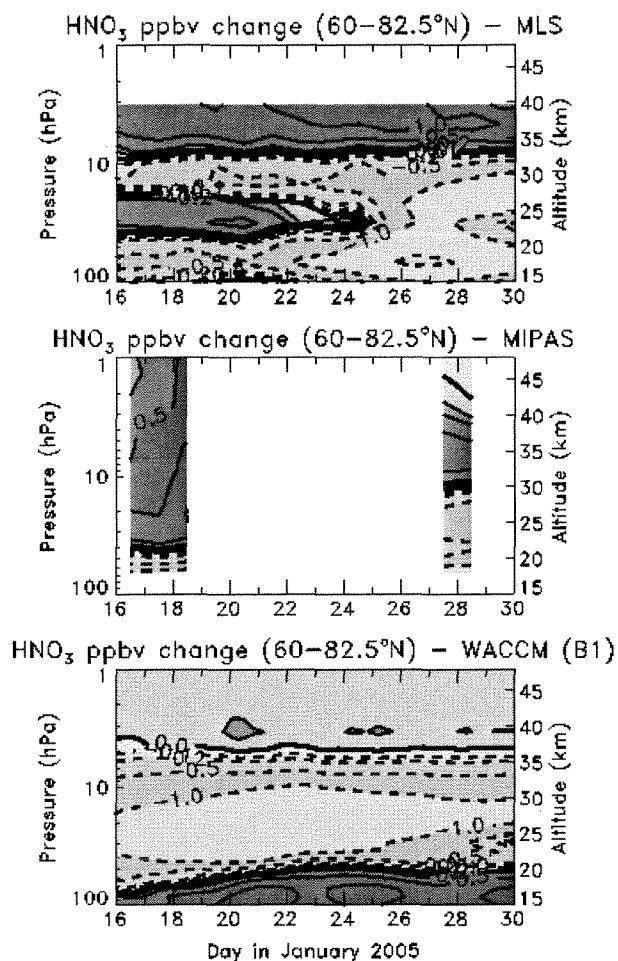 HNO₃ ppbv change (60–82.5°N) – MLS
Pressure (hPa)
1
10
100
Altitude (km)
45
40
35
30
25
20
15
1.0
0.5
-0.5
-1.0
16 18 20 22 24 26 28 30
HNO₃ ppbv change (60–82.5°N) – MIPAS
Pressure (hPa)
1
10
100
Altitude (km)
45
40
35
30
25
20
15
0.5
16 18 20 22 24 26 28 30
HNO₃ ppbv change (60–82.5°N) – WACCM (B1)
Pressure (hPa)
1
10
100
Altitude (km)
45
40
35
30
25
20
15
-0.5
-1.0
-1.0
16 18 20 22 24 26 28 30
Day in January 2005